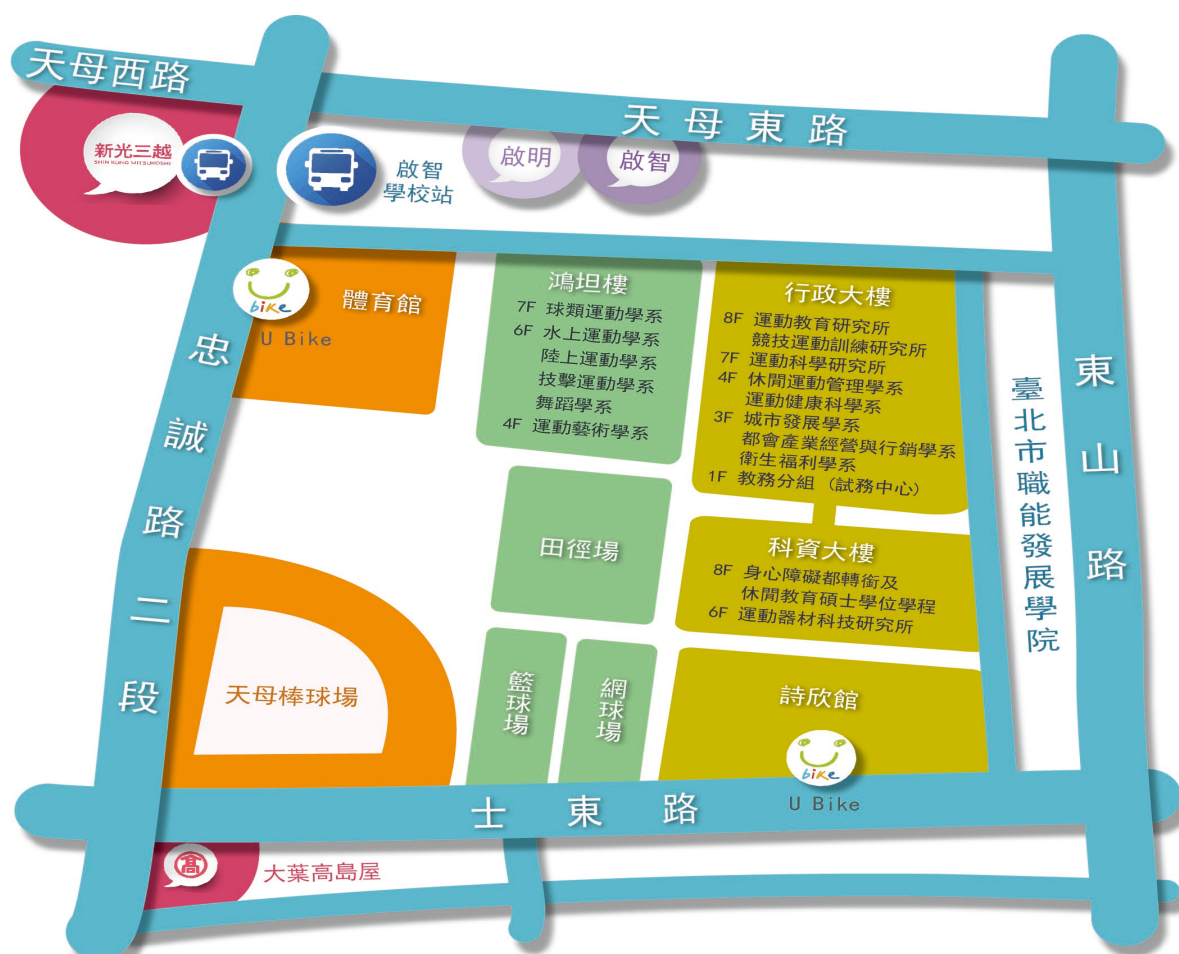 天母西路
天母東路
新光三越
SHIN KONG MITSUKOSHI
啟智
學校站
啟明
啟智
bike
U Bike
體育館
鴻坦樓
7F 球類運動學系
6F 水上運動學系
陸上運動學系
技擊運動學系
舞蹈學系
4F 運動藝術學系
行政大樓
8F 運動教育研究所
競技運動訓練研究所
7F 運動科學研究所
4F 休閒運動管理學系
運動健康科學系
3F 城市發展學系
都會產業經營與行銷學系
衛生福利學系
1F 教務分組（試務中心）
忠誠路二段
東山路
臺北市職能發展學院
田徑場
科資大樓
8F 身心障礙都轉銜及
休閒教育碩士學位學程
6F 運動器材科技研究所
天母棒球場
籃球場
網球場
詩欣館
bike
U Bike
士東路
髙
大葉高島屋